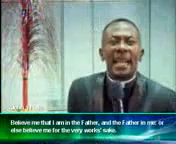 Believe me that I am in the Father, and the Father in me: or
else believe me for the very works' sake.